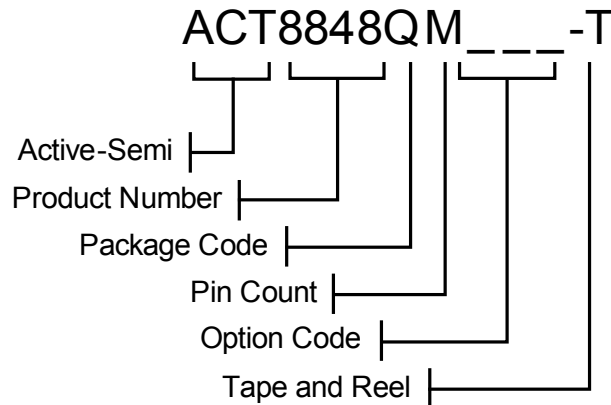 ACT8848QM_ _ _ -T
Active-Semi
Product Number
Package Code
Pin Count
Option Code
Tape and Reel